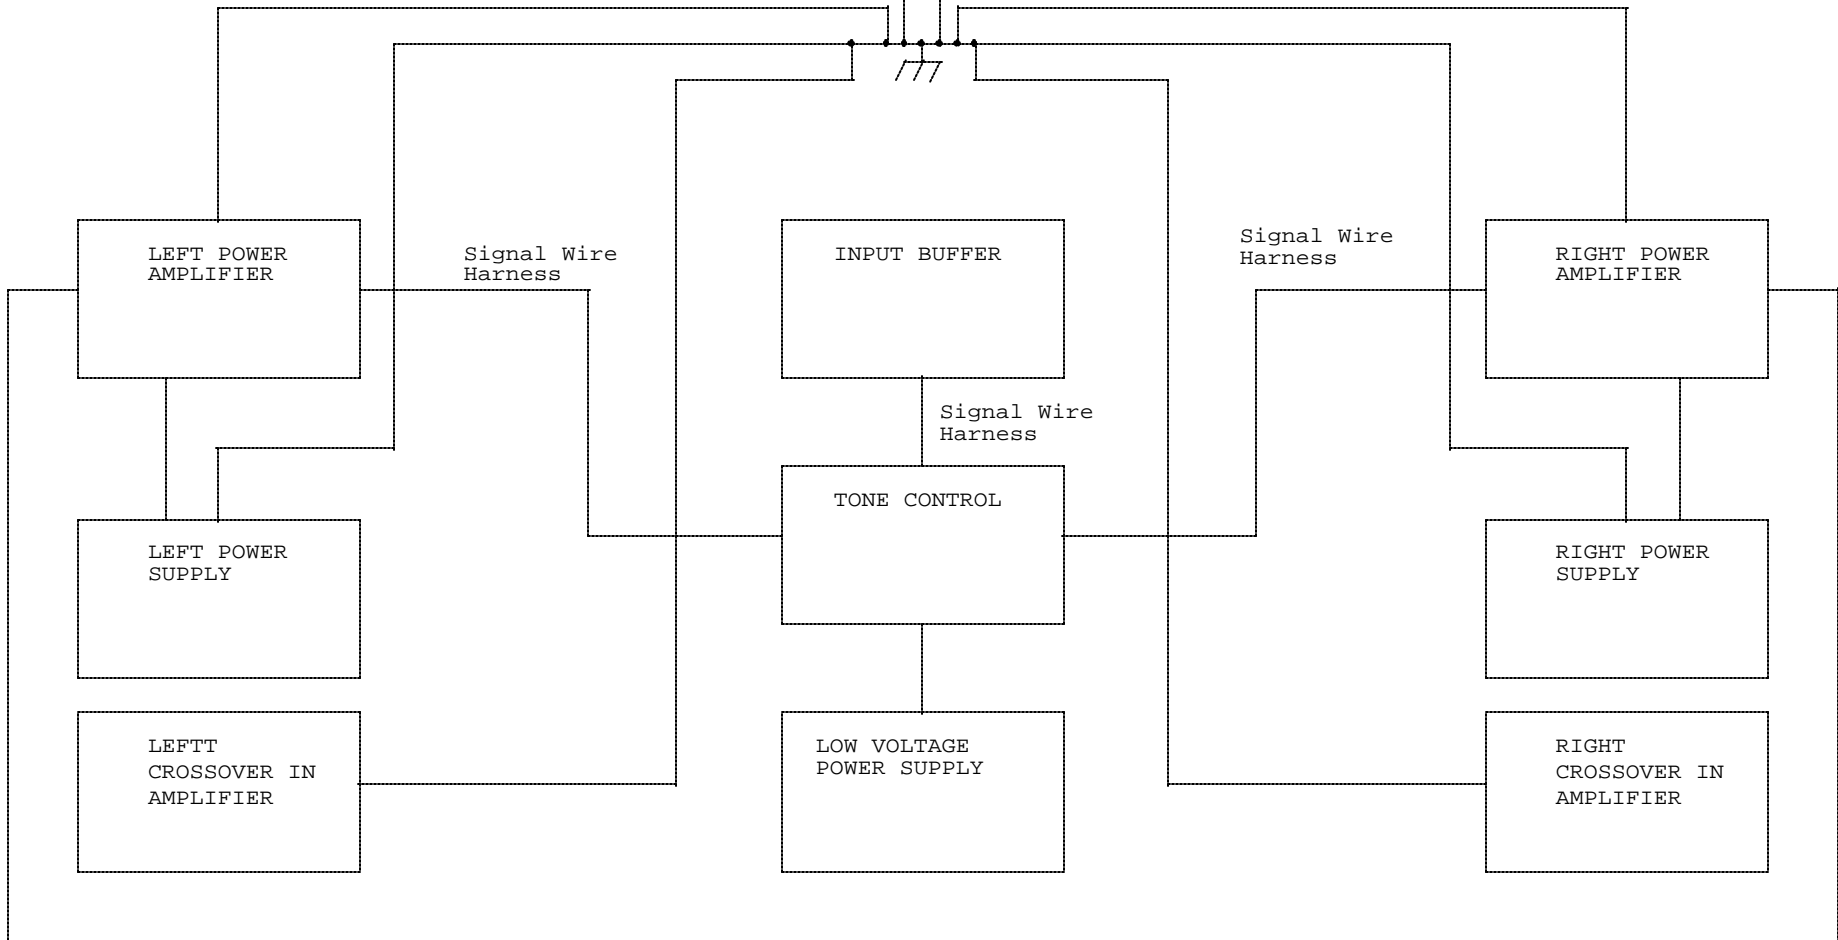 LEFT POWER
AMPLIFIER
Signal Wire
Harness
INPUT BUFFER
Signal Wire
Harness
RIGHT POWER
AMPLIFIER
Signal Wire
Harness
TONE CONTROL
LEFT POWER
SUPPLY
RIGHT POWER
SUPPLY
LEFTT
CROSSOVER IN
AMPLIFIER
LOW VOLTAGE
POWER SUPPLY
RIGHT
CROSSOVER IN
AMPLIFIER